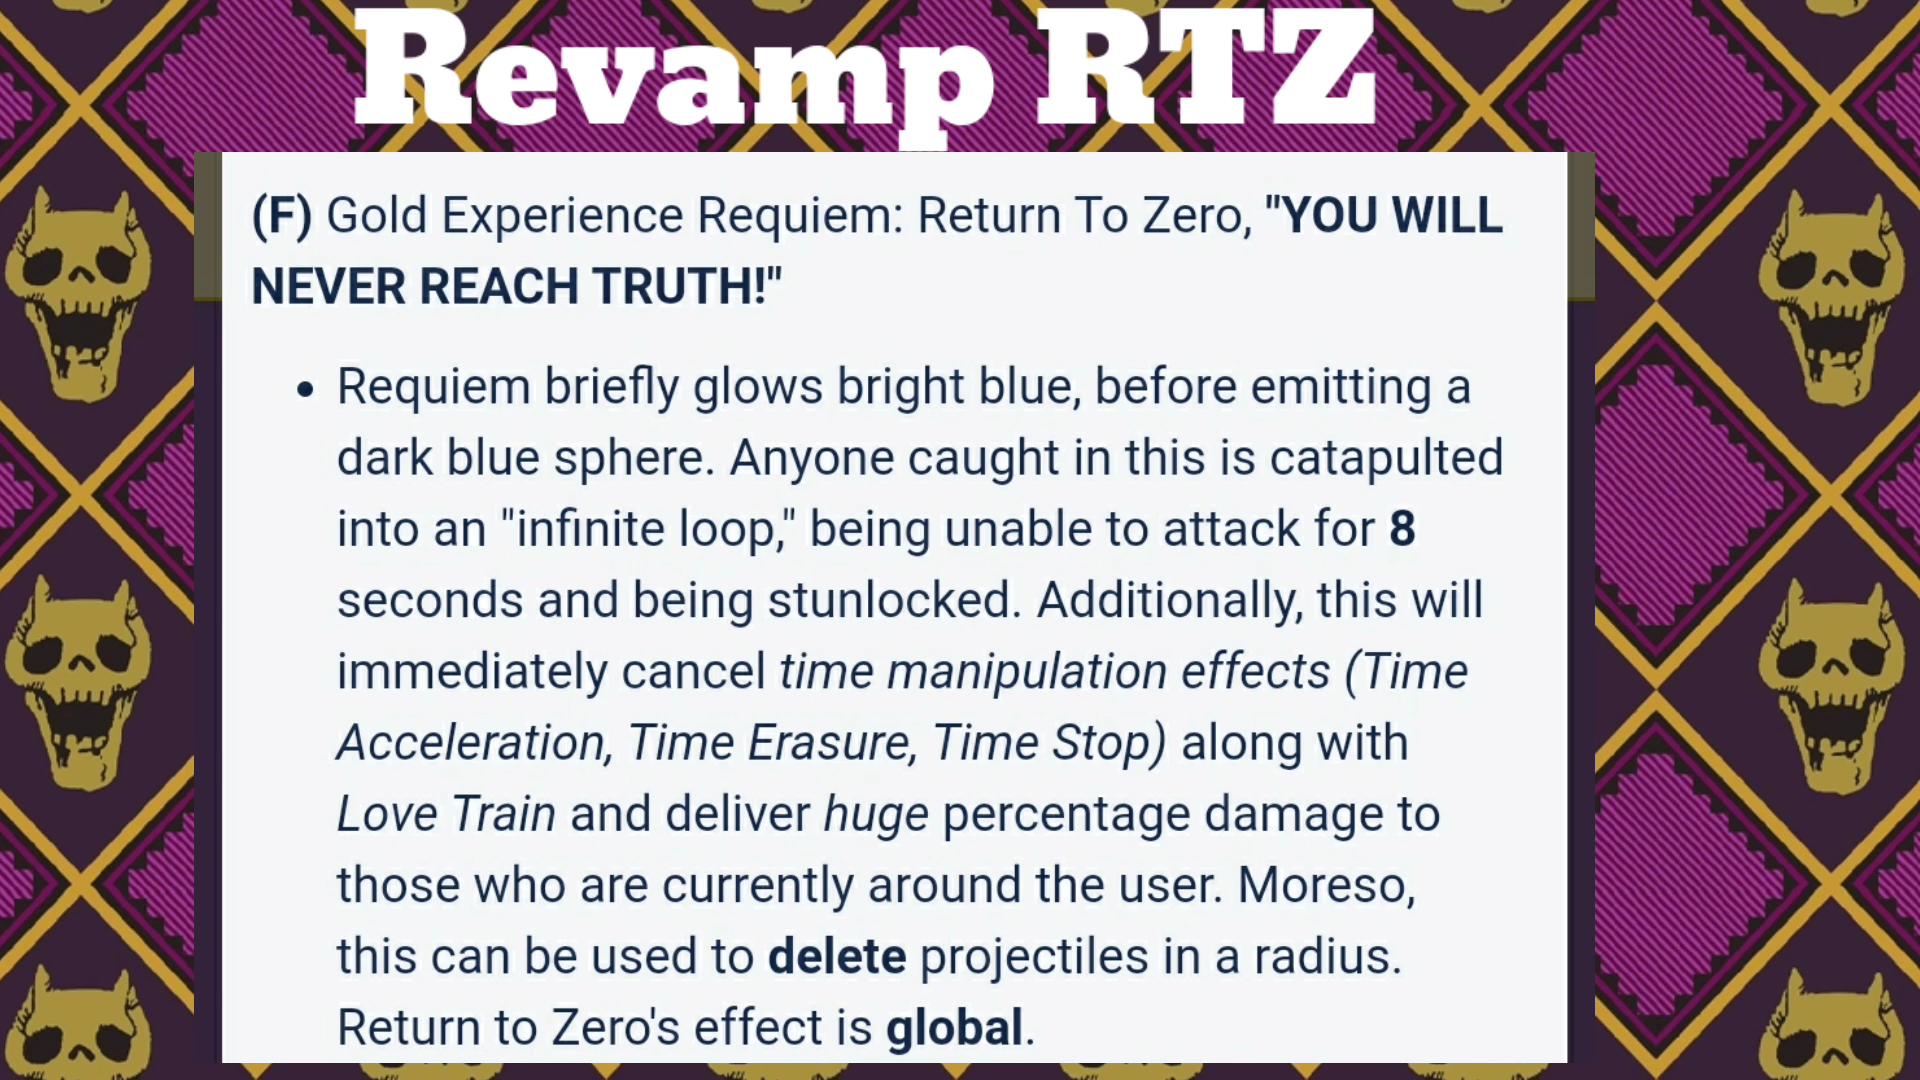 Revamp RTZ
(F) Gold Experience Requiem: Return To Zero, "YOU WILL
NEVER REACH TRUTH!"
• Requiem briefly glows bright blue, before emitting a
dark blue sphere. Anyone caught in this is catapulted
into an "infinite loop," being unable to attack for 8
seconds and being stunlocked. Additionally, this will
immediately cancel time manipulation effects (Time
Acceleration, Time Erasure, Time Stop) along with
Love Train and deliver huge percentage damage to
those who are currently around the user. Moreso,
this can be used to delete projectiles in a radius.
Return to Zero's effect is global.